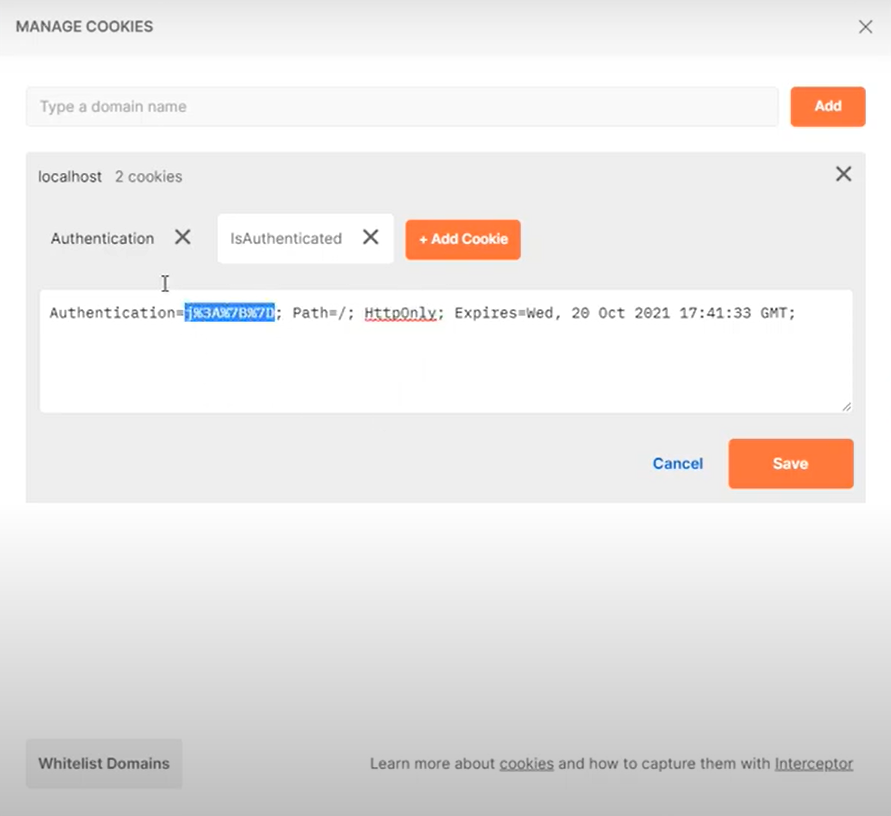 MANAGE COOKIES
Type a domain name
Add
localhost 2 cookies
Authentication
IsAuthenticated
+ Add Cookie
Authentication=j%3A%7B%7D; Path=/; HttpOnly; Expires=Wed, 20 Oct 2021 17:41:33 GMT;
Cancel
Save
Whitelist Domains
Learn more about cookies and how to capture them with Interceptor